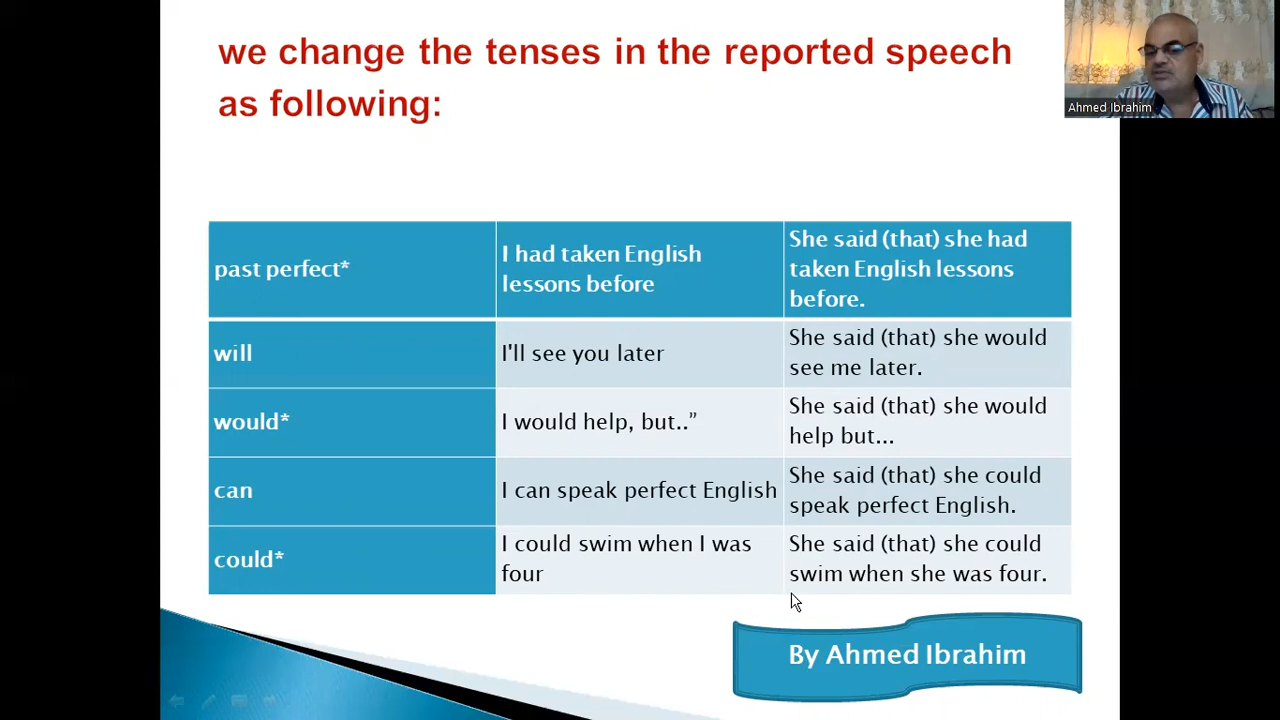 we change the tenses in the reported speech
as following:
Ahmed Ibrahim
past perfect*
I had taken English
lessons before
She said (that) she had
taken English lessons
before.
will
I'll see you later
She said (that) she would
see me later.
would*
I would help, but..”
She said (that) she would
help but...
can
I can speak perfect English
She said (that) she could
speak perfect English.
could*
I could swim when I was
four
She said (that) she could
swim when she was four.
By Ahmed Ibrahim